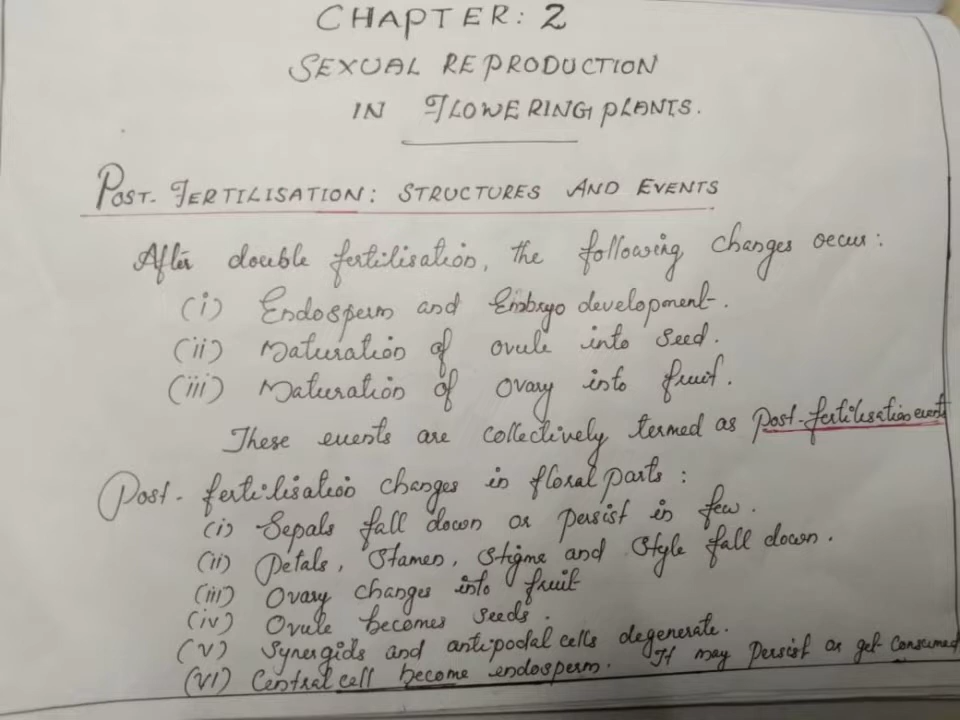 CHAPTER: 2
SEXUAL REPRODUCTION
IN FLOWERING PLANTS.
POST-FERTILISATION: STRUCTURES AND EVENTS
After double fertilisation, the following changes occur:
(i) Endosperm and Embryo development.
(ii) Maturation of ovule into seed.
(iii) Maturation of ovary into fruit.
These events are collectively termed as post-fertilisation events
Post-fertilisation changes in floral parts:
(i) Sepals fall down or persist in few.
(ii) Petals, Stamen, Stigma and Style fall down.
(iii) Ovary changes into fruit
(iv) Ovule becomes seeds.
(v) Synergids and antipodal cells degenerate.
(vi) Central cell become endosperm. It may persist or get consumed